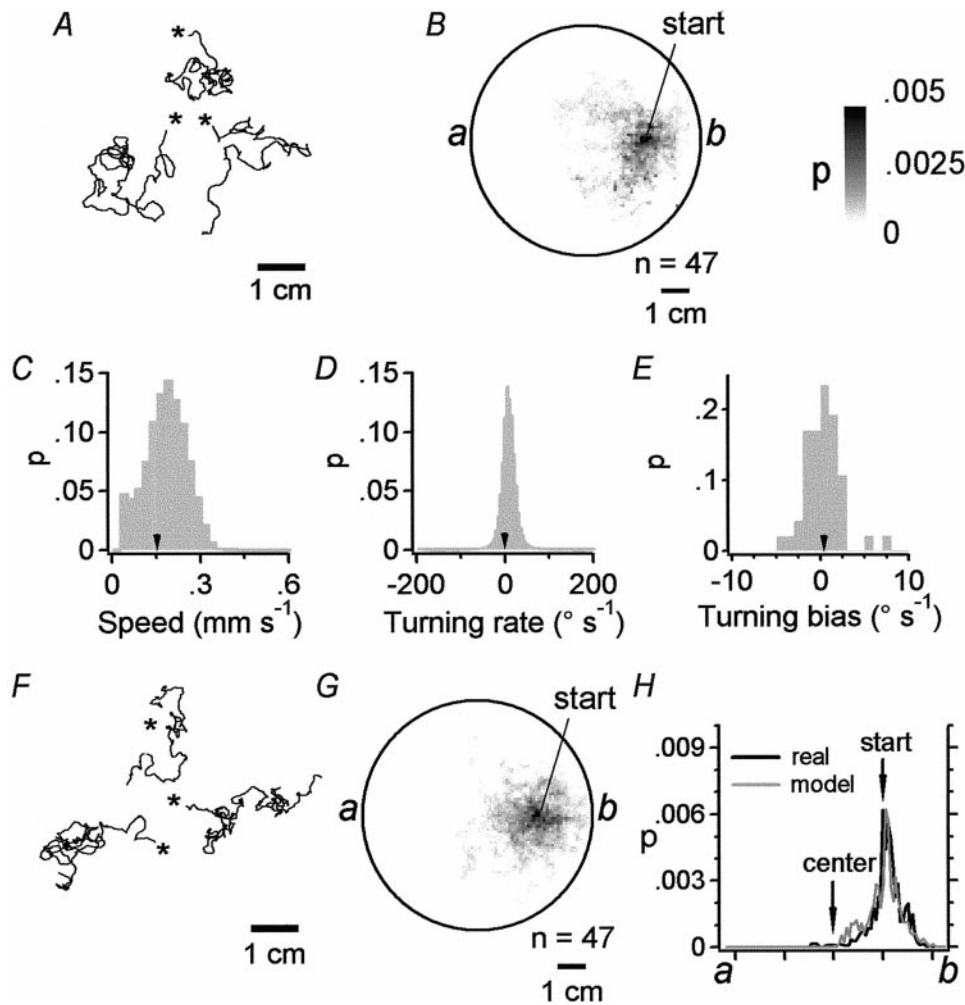 A
*
*
*
1 cm
B
start
a
b
n = 47
1 cm
p
.005
.0025
0
C
p
.15
.10
.05
0
0
.3
.6
Speed (mm s⁻¹)
D
p
.15
.10
.05
0
-200
0
200
Turning rate (° s⁻¹)
E
p
.2
.1
0
-10
0
10
Turning bias (° s⁻¹)
F
*
*
*
1 cm
G
start
a
b
n = 47
1 cm
H
p
.009
.006
.003
0
real
model
start
center
a
b